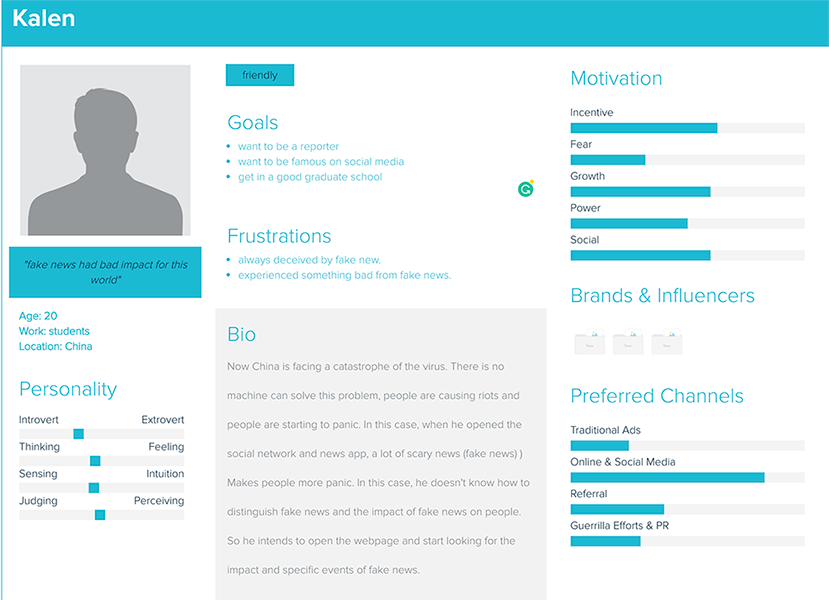 Kalen
"fake news had bad impact for this
world"
Age: 20
Work: students
Location: China
Personality
Introvert Extrovert
Thinking Feeling
Sensing Intuition
Judging Perceiving
friendly
Goals
want to be a reporter
want to be famous on social media
get in a good graduate school
Frustrations
always deceived by fake new.
experienced something bad from fake news.
Bio
Now China is facing a catastrophe of the virus. There is no
machine can solve this problem, people are causing riots and
people are starting to panic. In this case, when he opened the
social network and news app, a lot of scary news (fake news) )
Makes people more panic. In this case, he doesn't know how to
distinguish fake news and the impact of fake news on people.
So he intends to open the webpage and start looking for the
impact and specific events of fake news.
Motivation
Incentive
Fear
Growth
Power
Social
Brands & Influencers
Preferred Channels
Traditional Ads
Online & Social Media
Referral
Guerrilla Efforts & PR